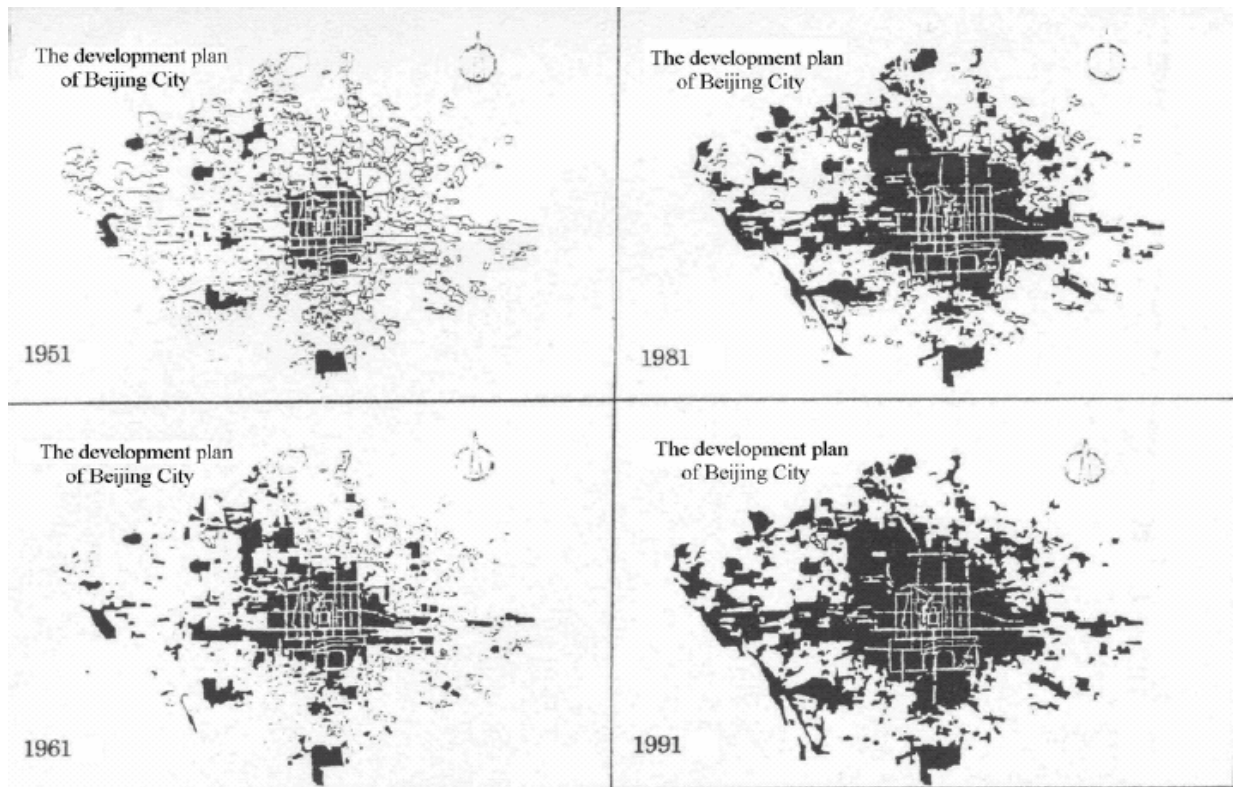 The development plan
of Beijing City
1951
The development plan
of Beijing City
1981
The development plan
of Beijing City
1961
The development plan
of Beijing City
1991